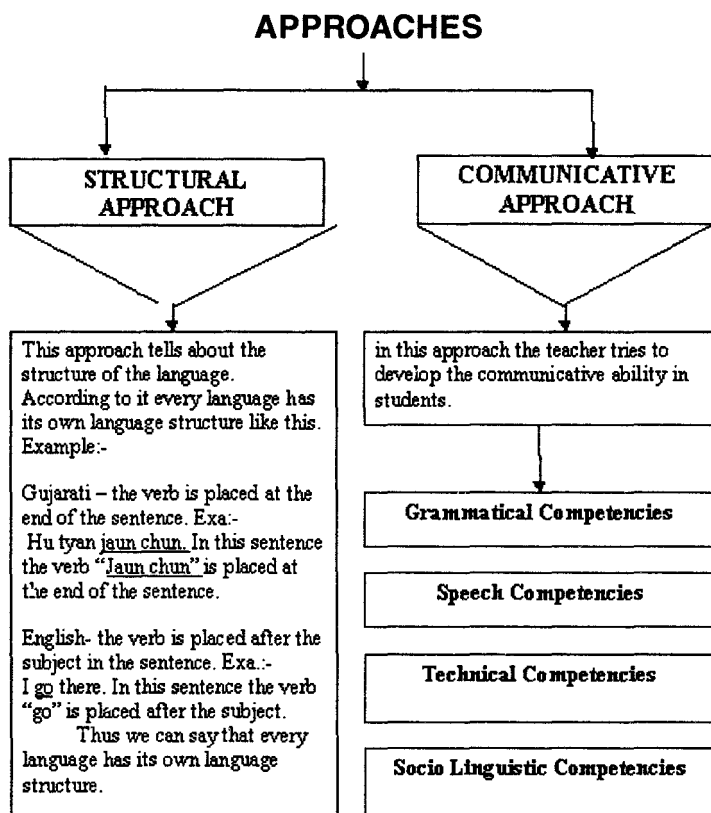 APPROACHES
STRUCTURAL
APPROACH
This approach tells about the
structure of the language.
According to it every language has
its own language structure like this.
Example:-
Gujarati – the verb is placed at the
end of the sentence. Exa:-
Hu tyan jaun chun. In this sentence
the verb "Jaun chun" is placed at
the end of the sentence.
English- the verb is placed after the
subject in the sentence. Exa.:-
I go there. In this sentence the verb
"go" is placed after the subject.
Thus we can say that every
language has its own language
structure.
COMMUNICATIVE
APPROACH
in this approach the teacher tries to
develop the communicative ability in
students.
Grammatical Competencies
Speech Competencies
Technical Competencies
Socio Linguistic Competencies